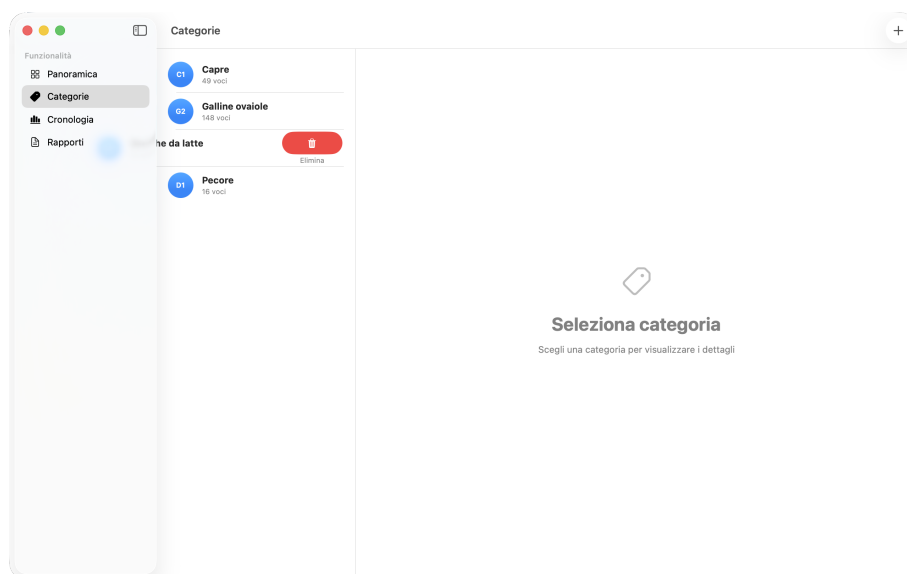 Categorie
Funzionalità
Panoramica
Categorie
Cronologia
Rapporti
C1
Capre
49 voci
G2
Galline ovaiole
148 voci
da latte
Elimina
D1
Pecore
16 voci
Seleziona categoria
Scegli una categoria per visualizzare i dettagli